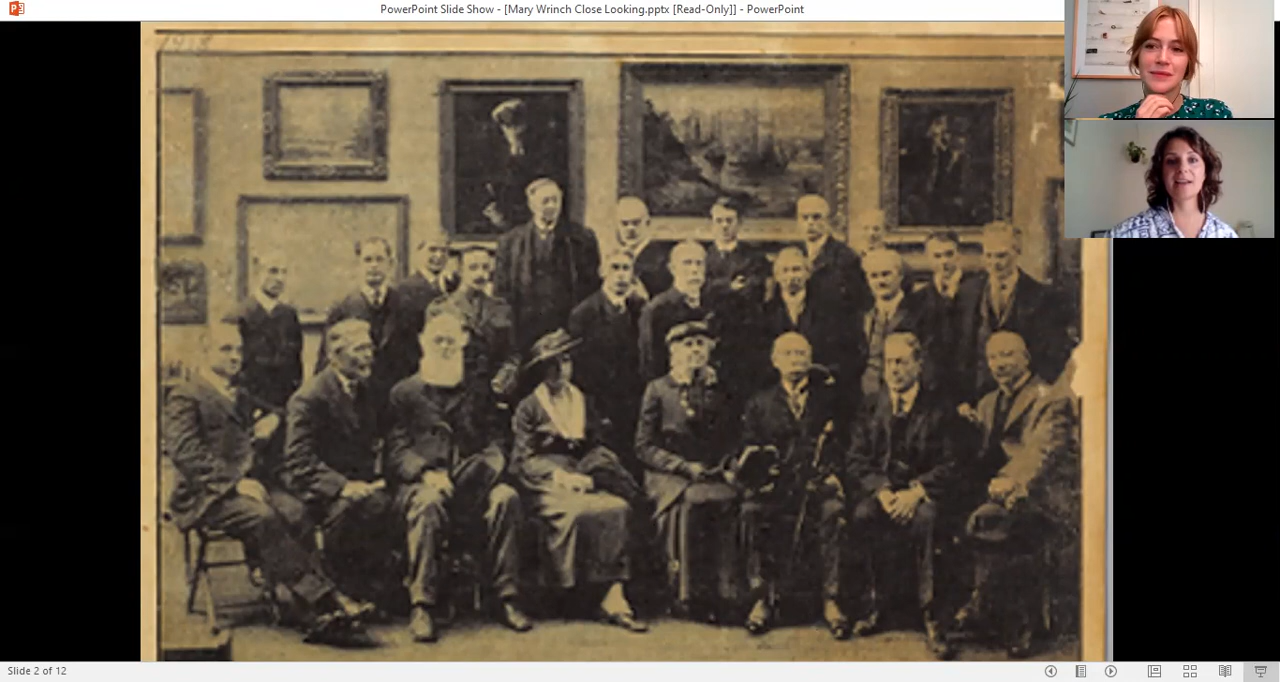 PowerPoint Slide Show - [Mary Wrinch Close Looking.pptx [Read-Only]] - PowerPoint
Slide 2 of 12